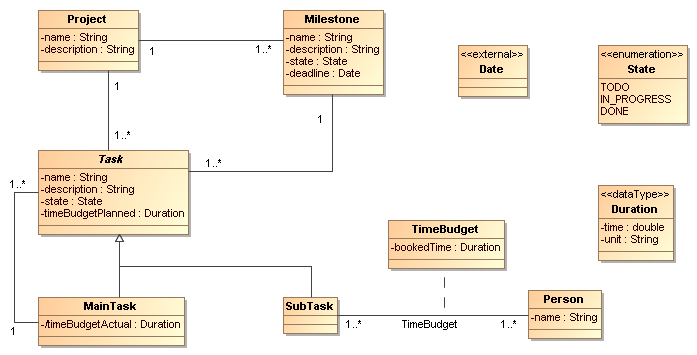 Project
-name : String
-description : String
1
1..*
Milestone
-name : String
-description : String
-state : State
-deadline : Date
<<external>>
Date
<<enumeration>>
State
TODO
IN_PROGRESS
DONE
1
1..*
1
1..*
Task
-name : String
-description : String
-state : State
-timeBudgetPlanned : Duration
1..*
1
<<dataType>>
Duration
-time : double
-unit : String
TimeBudget
-bookedTime : Duration
MainTask
-/timeBudgetActual : Duration
SubTask
1..*
TimeBudget
1..*
Person
-name : String